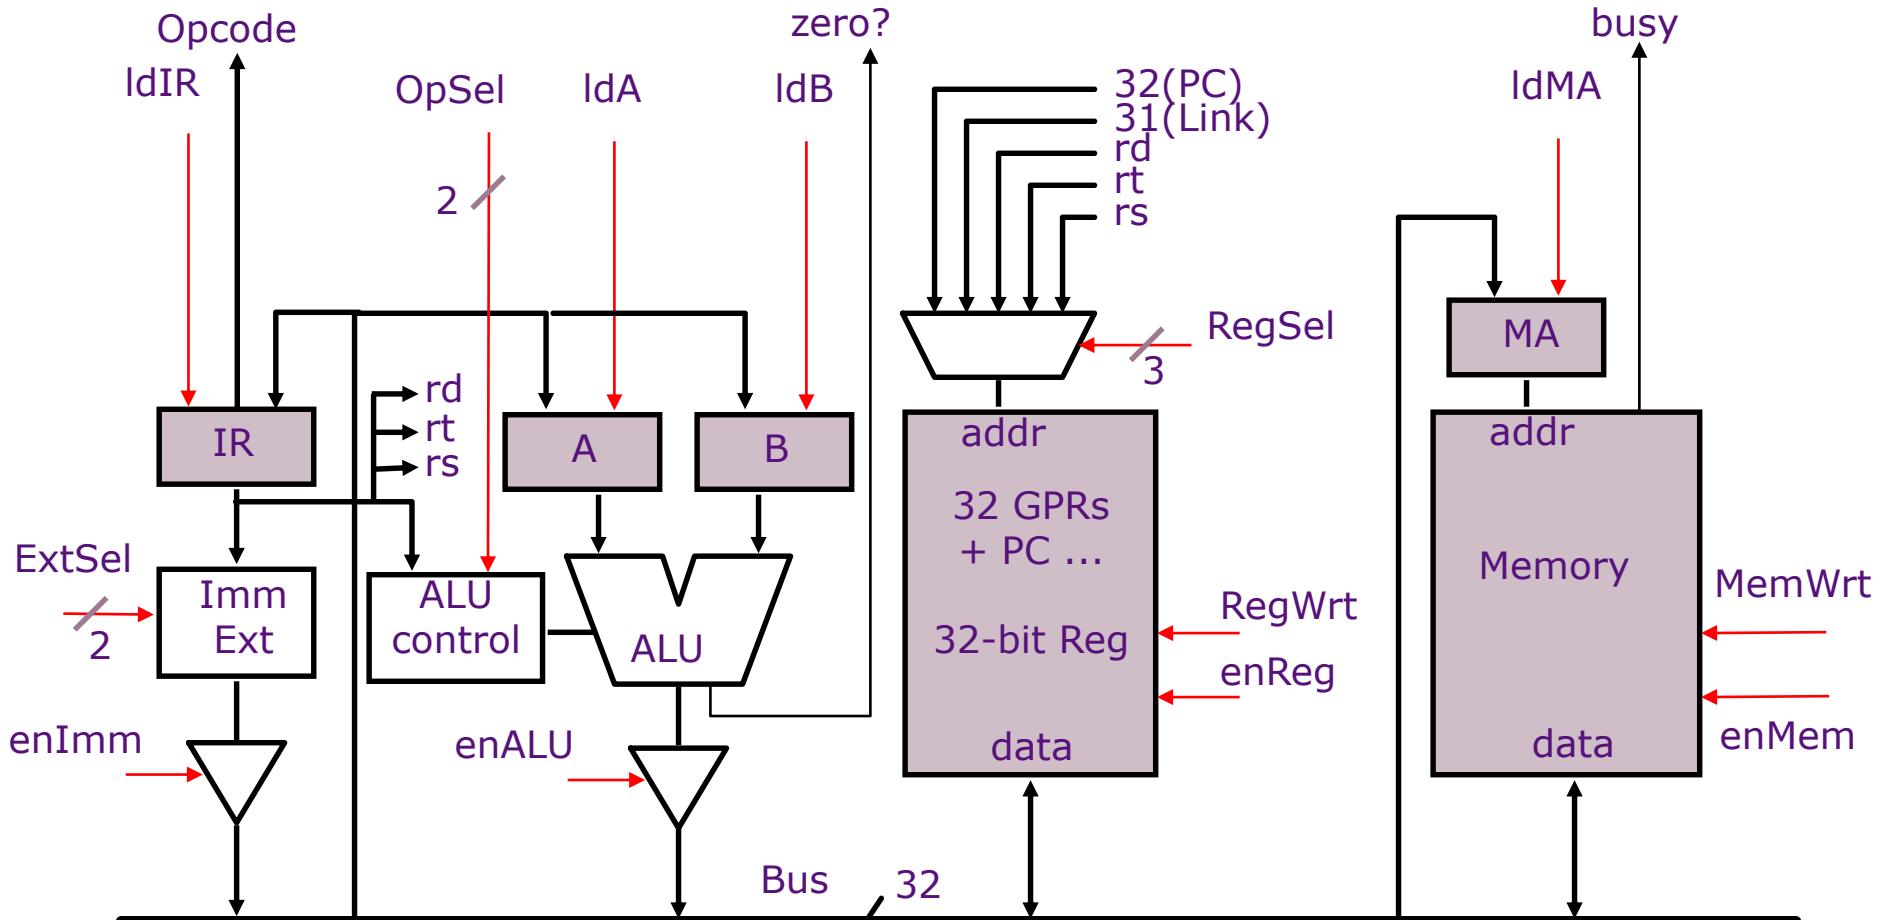 Opcode
zero?
busy
ldIR
OpSel
ldA
ldB
32(PC)
31(Link)
rd
rt
rs
ldMA
2
RegSel
3
MA
rd
rt
rs
IR
A
B
addr
addr
32 GPRs
+ PC ...
32-bit Reg
data
Memory
data
ExtSel
2
Imm
Ext
ALU
control
ALU
RegWrt
enReg
MemWrt
enMem
enImm
enALU
Bus
32